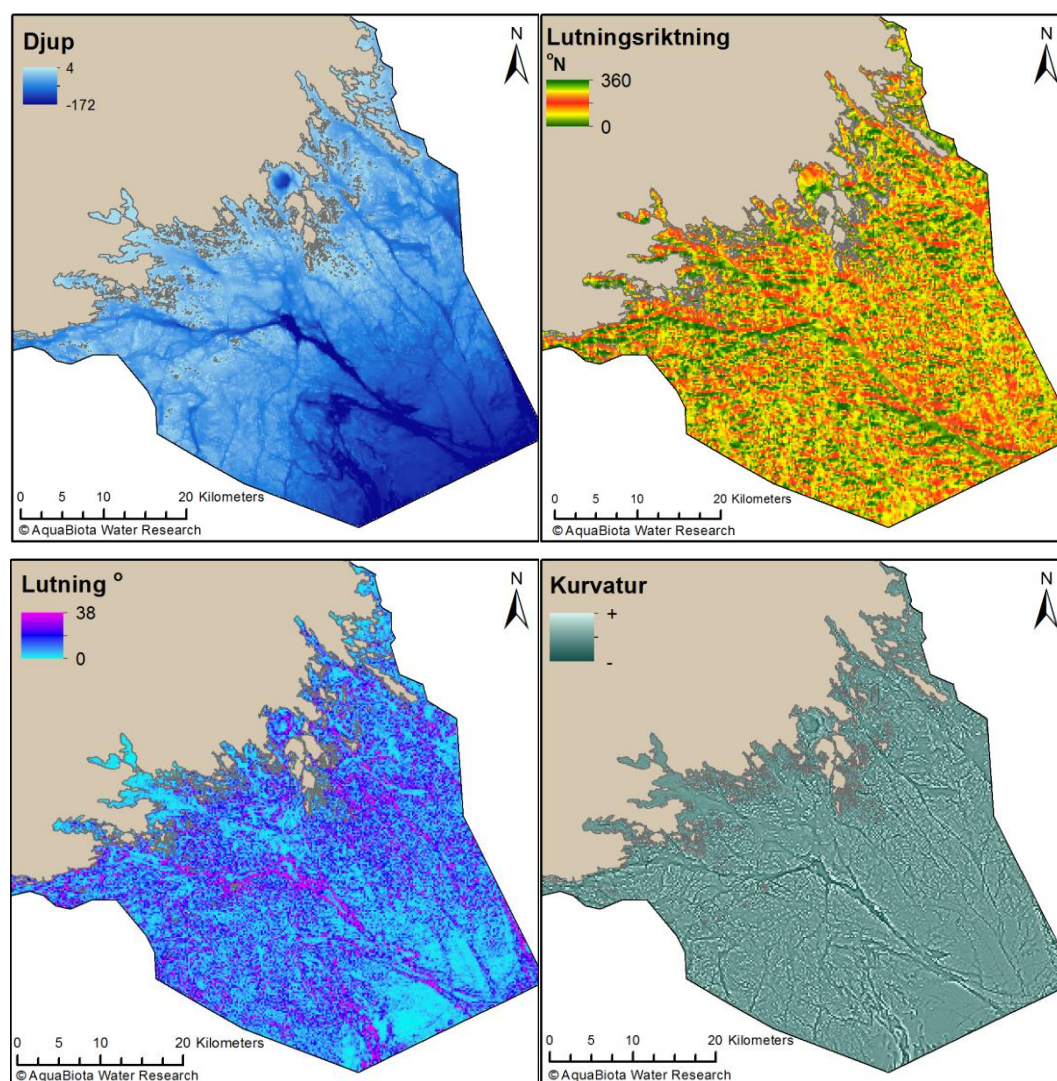 Djup
4
-172
N
0 5 10 20 Kilometers
© AquaBiota Water Research
Lutningsriktning
°N
360
0
N
0 5 10 20 Kilometers
© AquaBiota Water Research
Lutning °
38
0
N
0 5 10 20 Kilometers
© AquaBiota Water Research
Kurvatur
+
-
N
0 5 10 20 Kilometers
© AquaBiota Water Research